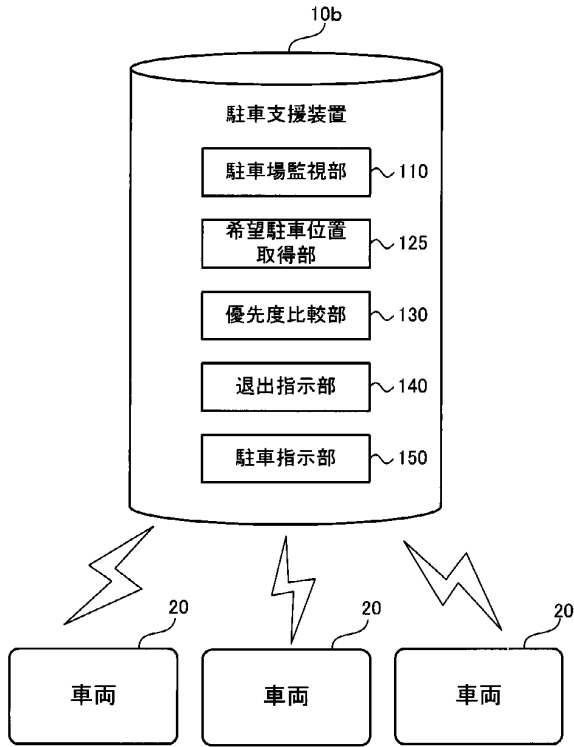 10b
駐車支援装置
駐車場監視部 110
希望駐車位置
取得部 125
優先度比較部 130
退出指示部 140
駐車指示部 150
20 20 20
車両 車両 車両